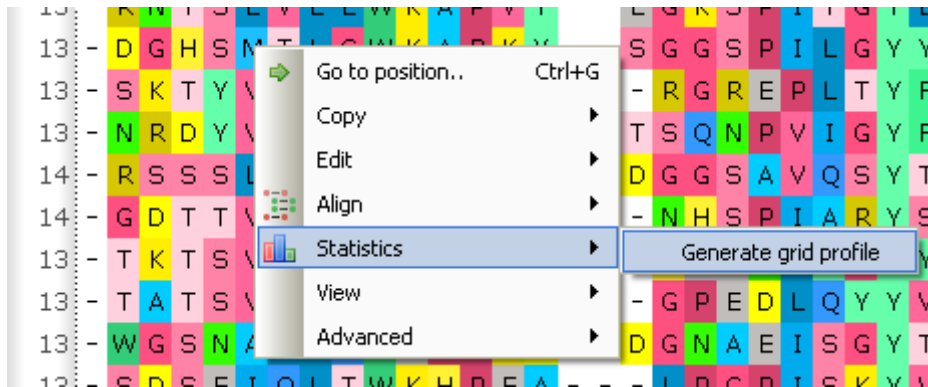 13 - D G H S M S G G S P I L G Y Y
Go to position.. Ctrl+G
13 - S K T Y - R G R E P L T Y
Copy
13 - N R D Y T S Q N P V I G Y
Edit
14 - R S S S L D G G S A V Q S Y T
Align
14 - G D T T - N H S P I A R Y S
Statistics
Generate grid profile
13 - T K T S
View
13 - T A T S - G P E D L Q Y Y V
Advanced
13 - W G S N A D G N A E I S G Y T